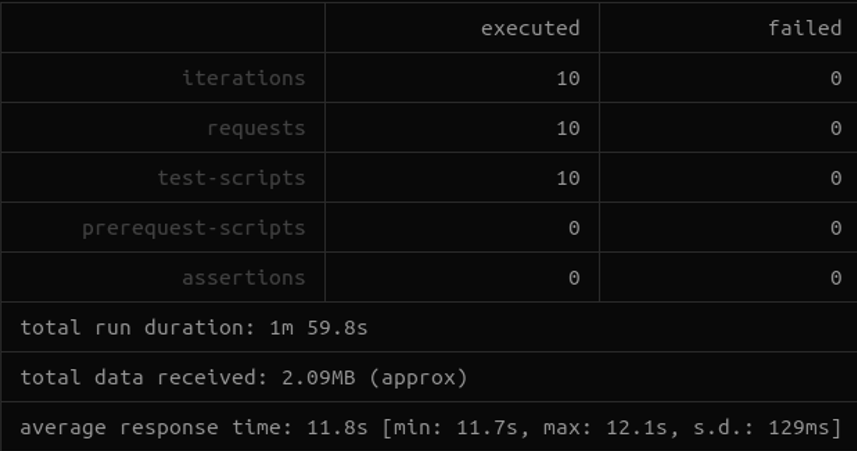 executed failed
iterations 10 0
requests 10 0
test-scripts 10 0
prerequest-scripts 0 0
assertions 0 0
total run duration: 1m 59.8s
total data received: 2.09MB (approx)
average response time: 11.8s [min: 11.7s, max: 12.1s, s.d.: 129ms]